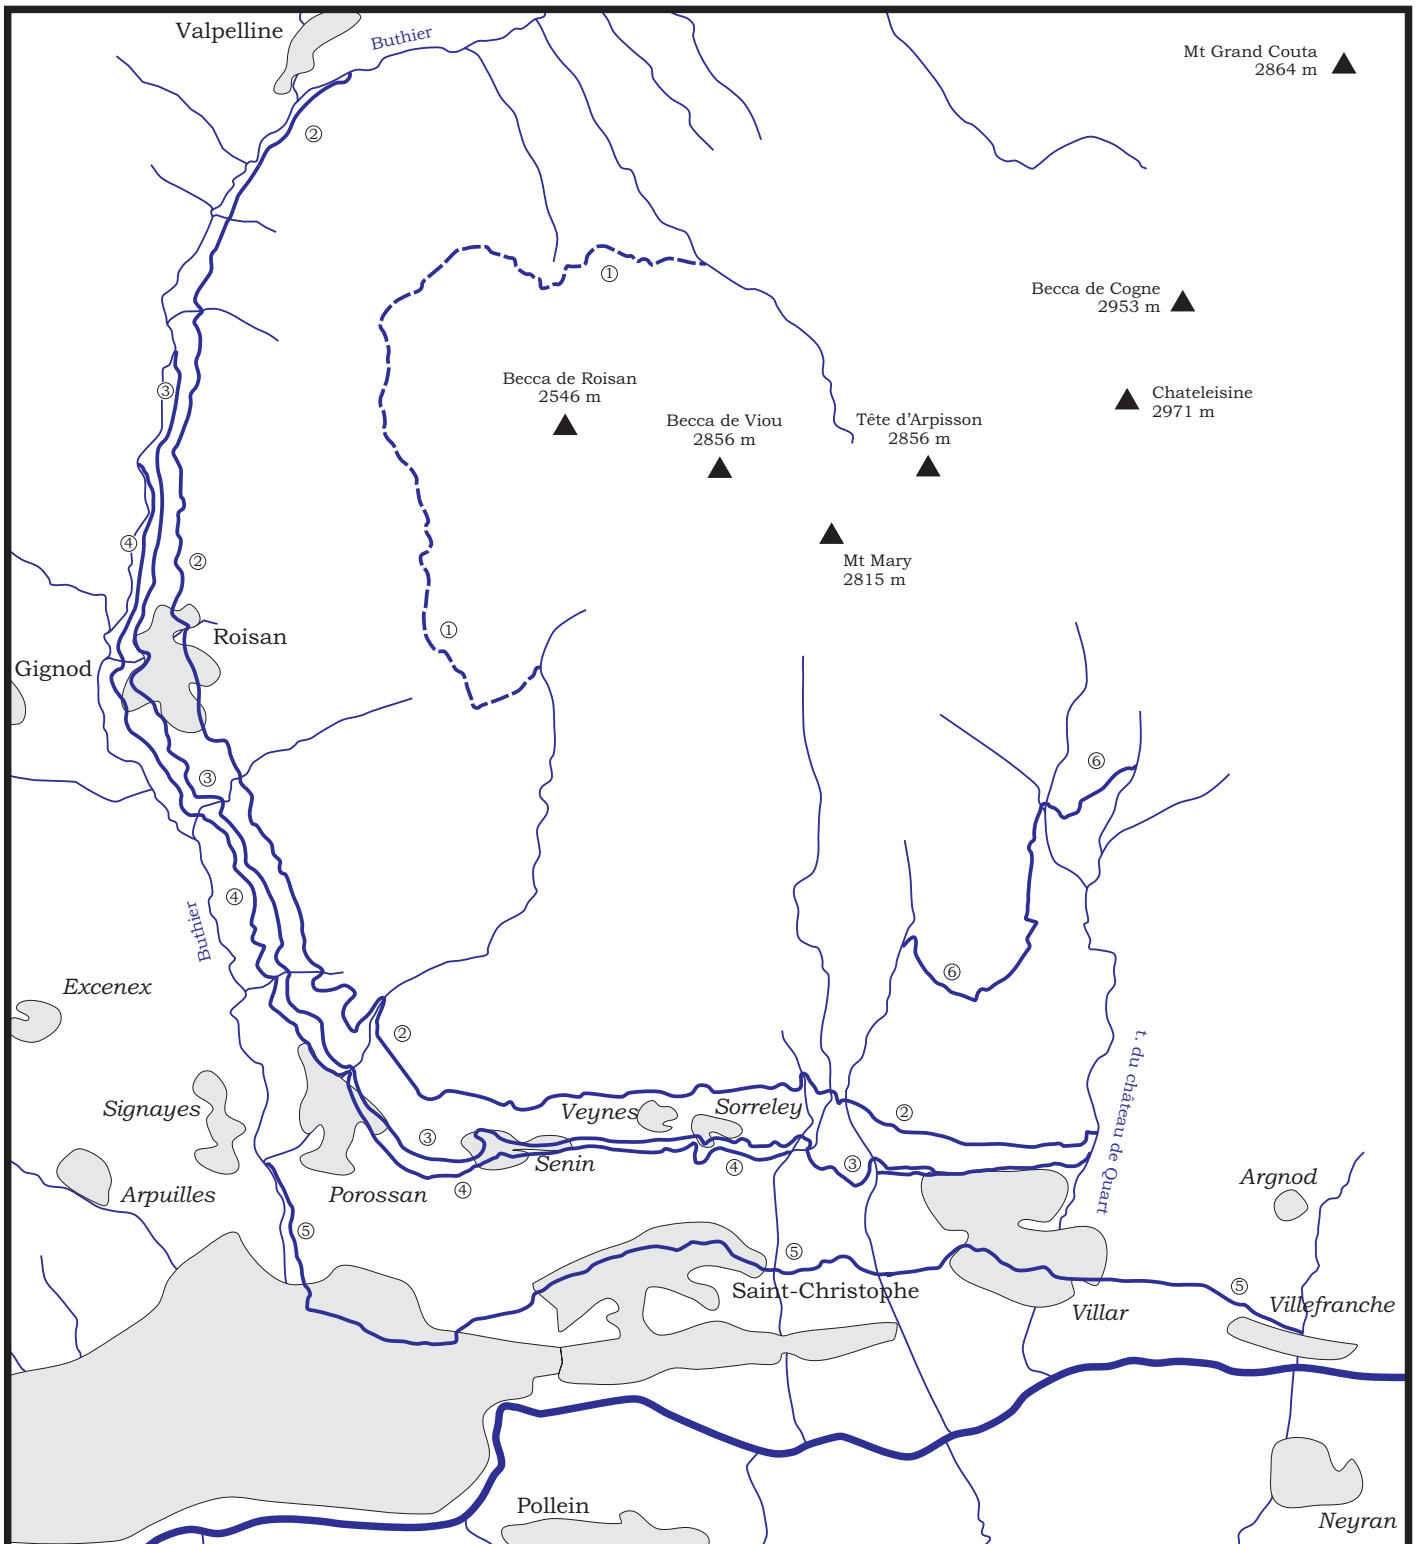 Valpelline
Buthier
Mt Grand Couta
2864 m
②
①
Becca de Cogne
2953 m
③
Becca de Roisan
2546 m
Becca de Viou
2856 m
Tête d'Arpisson
2856 m
Chateleisine
2971 m
④
②
Mt Mary
2815 m
①
Roisan
Gignod
⑥
③
④
Buthier
⑥
Excenex
②
t. du château de Quart
Signayes
Veynes
Sorreley
②
③
Senin
④
③
Arpuilles
Porossan
④
Argnod
⑤
⑤
Saint-Christophe
Villar
⑤
Villefranche
Pollein
Neyran